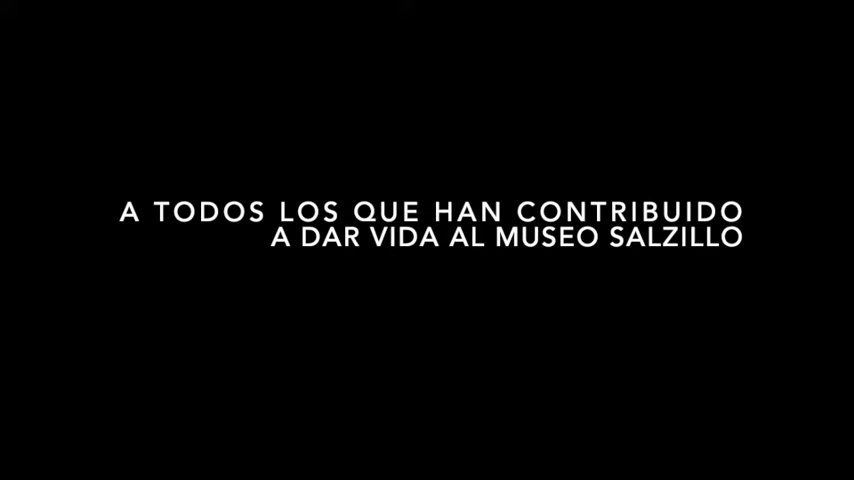 A TODOS LOS QUE HAN CONTRIBUIDO
A DAR VIDA AL MUSEO SALZILLO